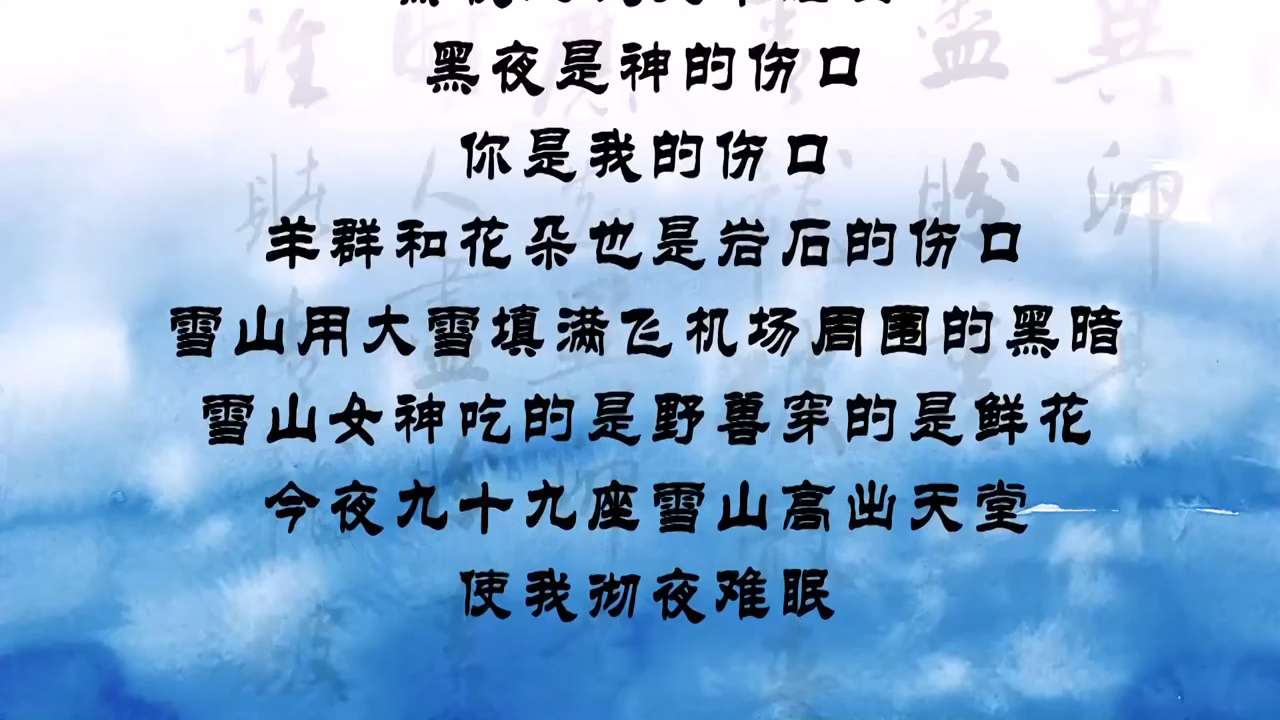 黑夜是神的伤口
你是我的伤口
羊群和花朵也是岩石的伤口
雪山用大雪填满飞机场周围的黑暗
雪山女神吃的是野兽穿的是鲜花
今夜九十九座雪山高出天堂
使我彻夜难眠